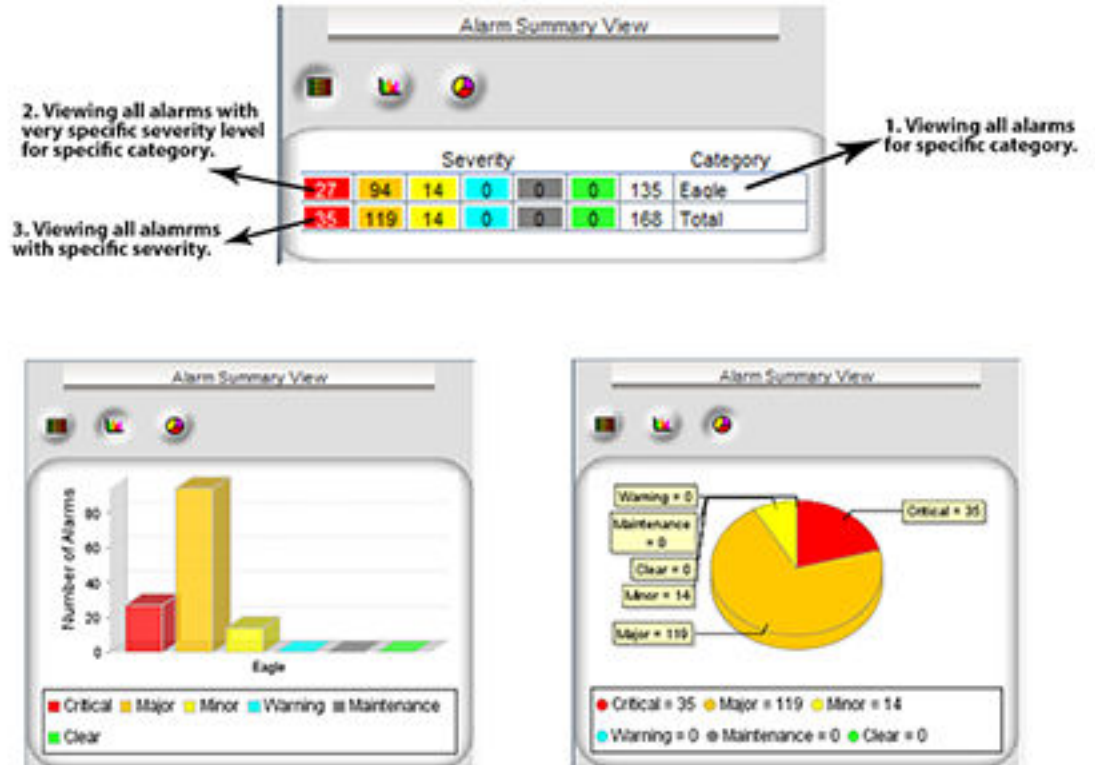 Alarm Summary View
2. Viewing all alarms with
very specific severity level
for specific category.
1. Viewing all alarms
for specific category.
Severity Category
27 94 14 0 0 0 135 Eagle
35 119 14 0 0 0 168 Total
3. Viewing all alamrms
with specific severity.
Alarm Summary View
Number of Alarms
80
60
40
20
0
Eagle
Critical Major Minor Warning Maintenance
Clear
Alarm Summary View
Warning = 0
Maintenance
= 0
Clear = 0
Minor = 14
Major = 119
Critical = 35
Critical = 35 Major = 119 Minor = 14
Warning = 0 Maintenance = 0 Clear = 0